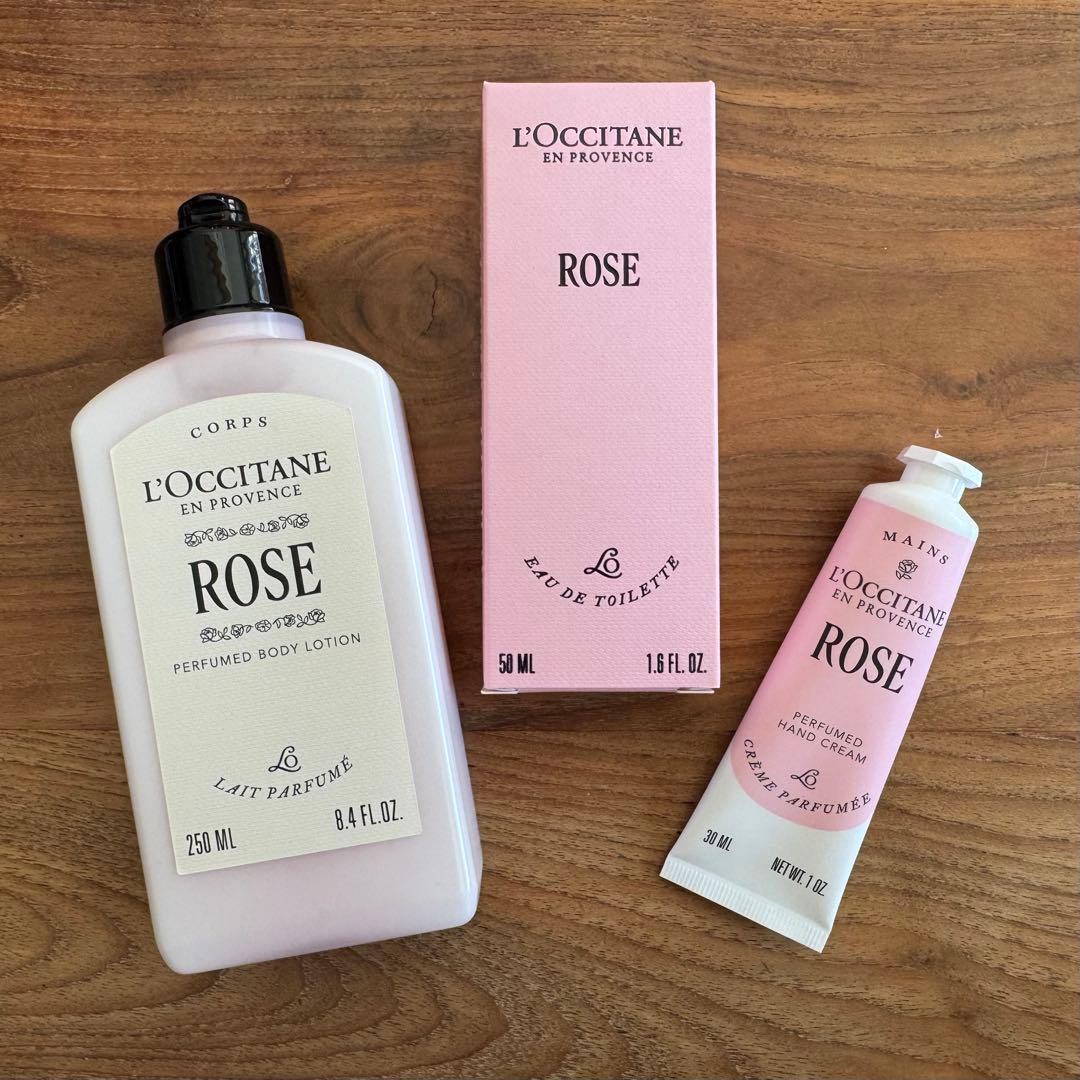 CORPS
L'OCCITANE
EN PROVENCE
ROSE
PERFUMED BODY LOTION
LO
LAIT PARFUMÉ
250 ML
8.4 FL.OZ.
L'OCCITANE
EN PROVENCE
ROSE
LO
EAU DE TOILETTE
50 ML
1.6 FL. OZ.
MAINS
L'OCCITANE
EN PROVENCE
ROSE
PERFUMED
HAND CREAM
LO
CRÈME PARFUMÉE
30 ML
NET WT. 1 OZ.